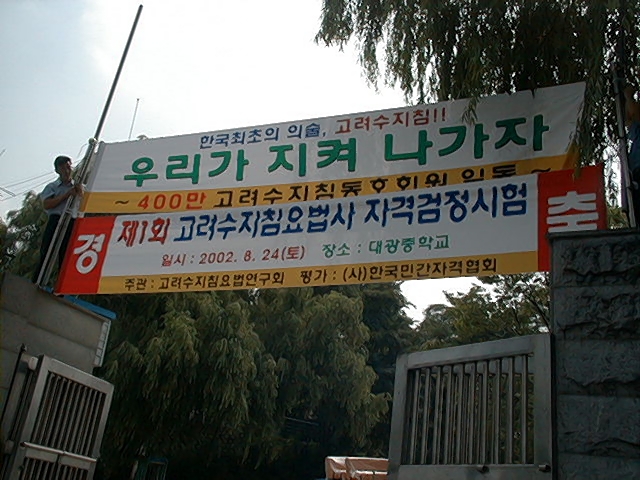 한국최초의 의술, 고려수지침!!
우리가 지켜 나가자
~ 400만 고려수지침동호회원 일동 ~
경 축
제1회 고려수지침요법사 자격검정시험
일시 : 2002. 8. 24(토) 장소 : 대광중학교
주관 : 고려수지침요법연구회 평가 : (사)한국민간자격협회